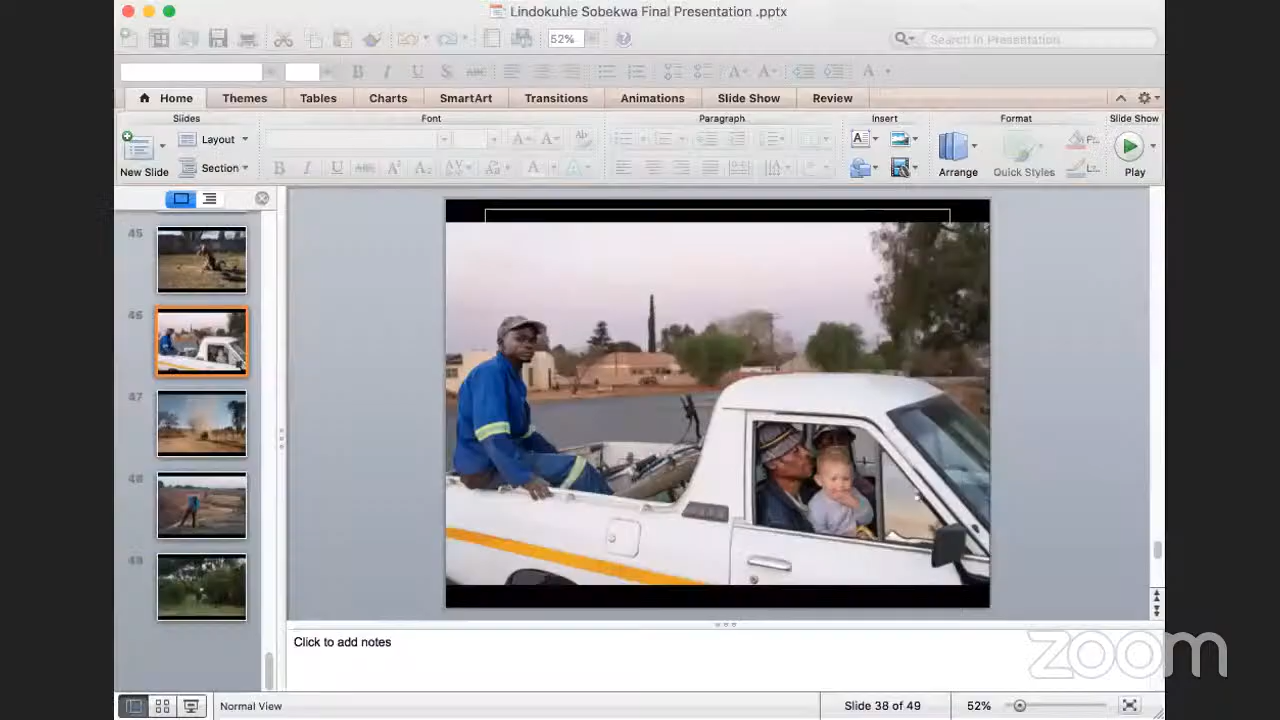 Lindokuhle Sobekwa Final Presentation .pptx
52%
Search in Presentation
Home
Themes
Tables
Charts
SmartArt
Transitions
Animations
Slide Show
Review
Slides
Font
Paragraph
Insert
Format
Slide Show
New Slide
Layout
Section
Arrange
Quick Styles
Play
45
46
47
48
49
Click to add notes
Normal View
Slide 38 of 49
52%
zoom